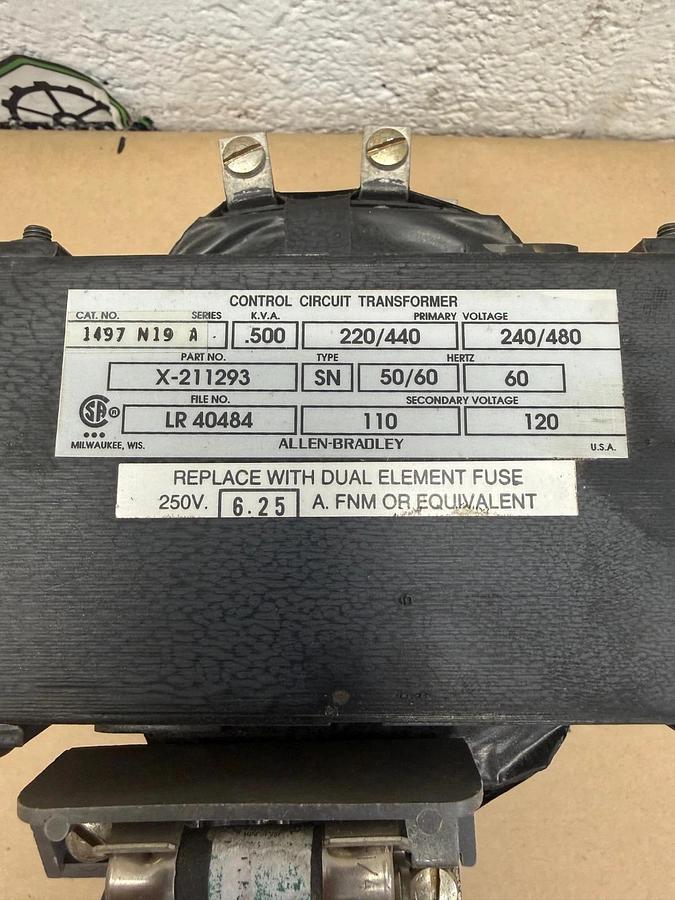 CONTROL CIRCUIT TRANSFORMER
CAT. NO. SERIES K.V.A. PRIMARY VOLTAGE
1497 N19 A .500 220/440 240/480
PART NO. TYPE HERTZ
X-211293 SN 50/60 60
FILE NO. SECONDARY VOLTAGE
SA ® LR 40484 110 120
MILWAUKEE, WIS. ALLEN-BRADLEY U.S.A.
REPLACE WITH DUAL ELEMENT FUSE
250V. 6.25 A. FNM OR EQUIVALENT